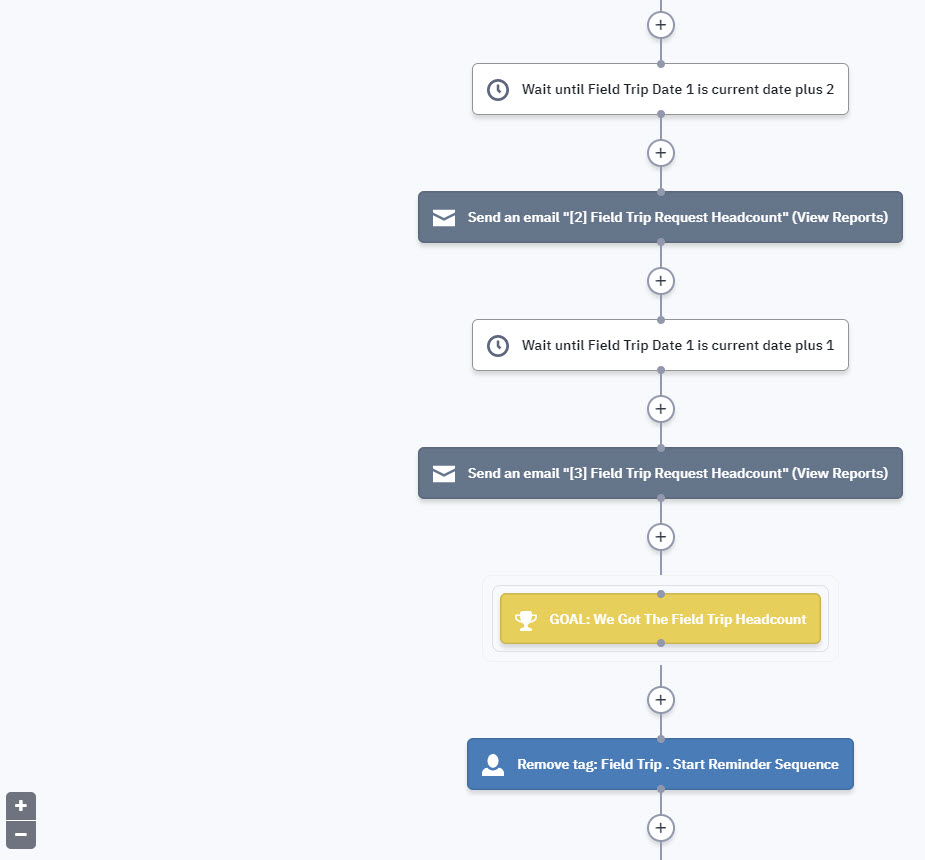 Wait until Field Trip Date 1 is current date plus 2
Send an email "[2] Field Trip Request Headcount" (View Reports)
Wait until Field Trip Date 1 is current date plus 1
Send an email "[3] Field Trip Request Headcount" (View Reports)
GOAL: We Got The Field Trip Headcount
Remove tag: Field Trip . Start Reminder Sequence